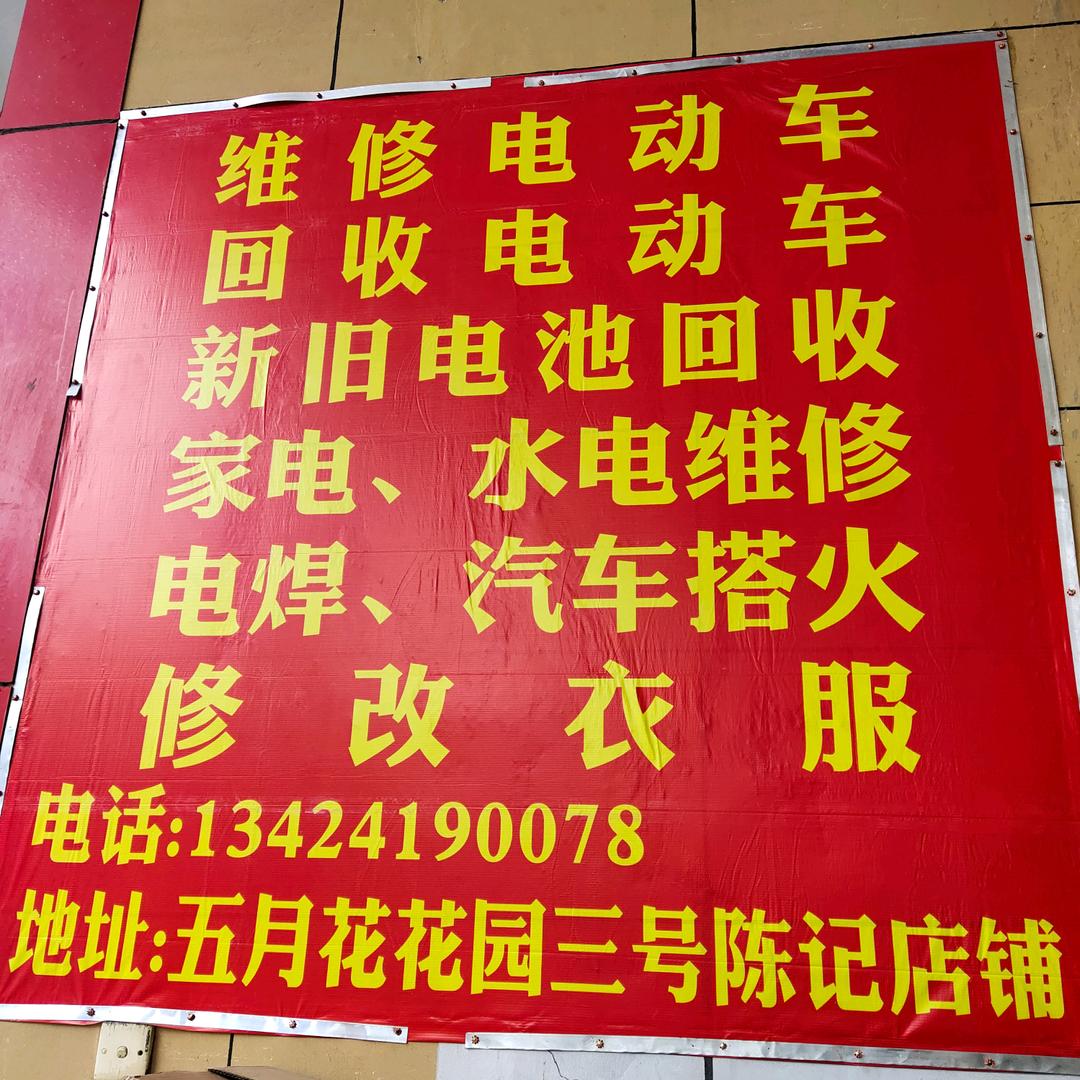 维修电动车
回收电动车
新旧电池回收
家电、水电维修
电焊、汽车搭火
修改衣服
电话:13424190078
地址:五月花花园三号陈记店铺